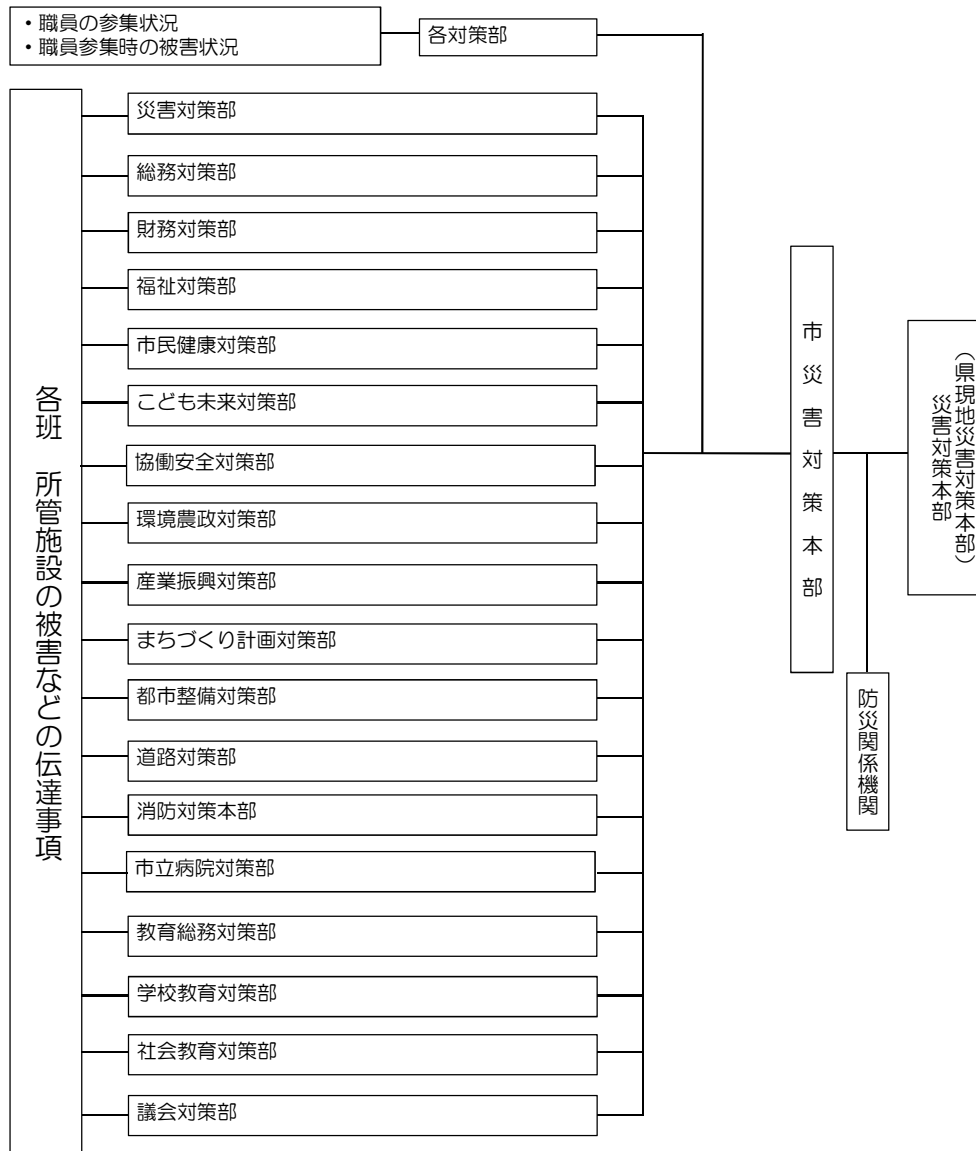 ・職員の参集状況
・職員参集時の被害状況
各対策部
各班　所管施設の被害などの伝達事項
災害対策部
総務対策部
財務対策部
福祉対策部
市民健康対策部
こども未来対策部
協働安全対策部
環境農政対策部
産業振興対策部
まちづくり計画対策部
都市整備対策部
道路対策部
消防対策本部
市立病院対策部
教育総務対策部
学校教育対策部
社会教育対策部
議会対策部
市災害対策本部
（県現地災害対策本部）
災害対策本部
防災関係機関